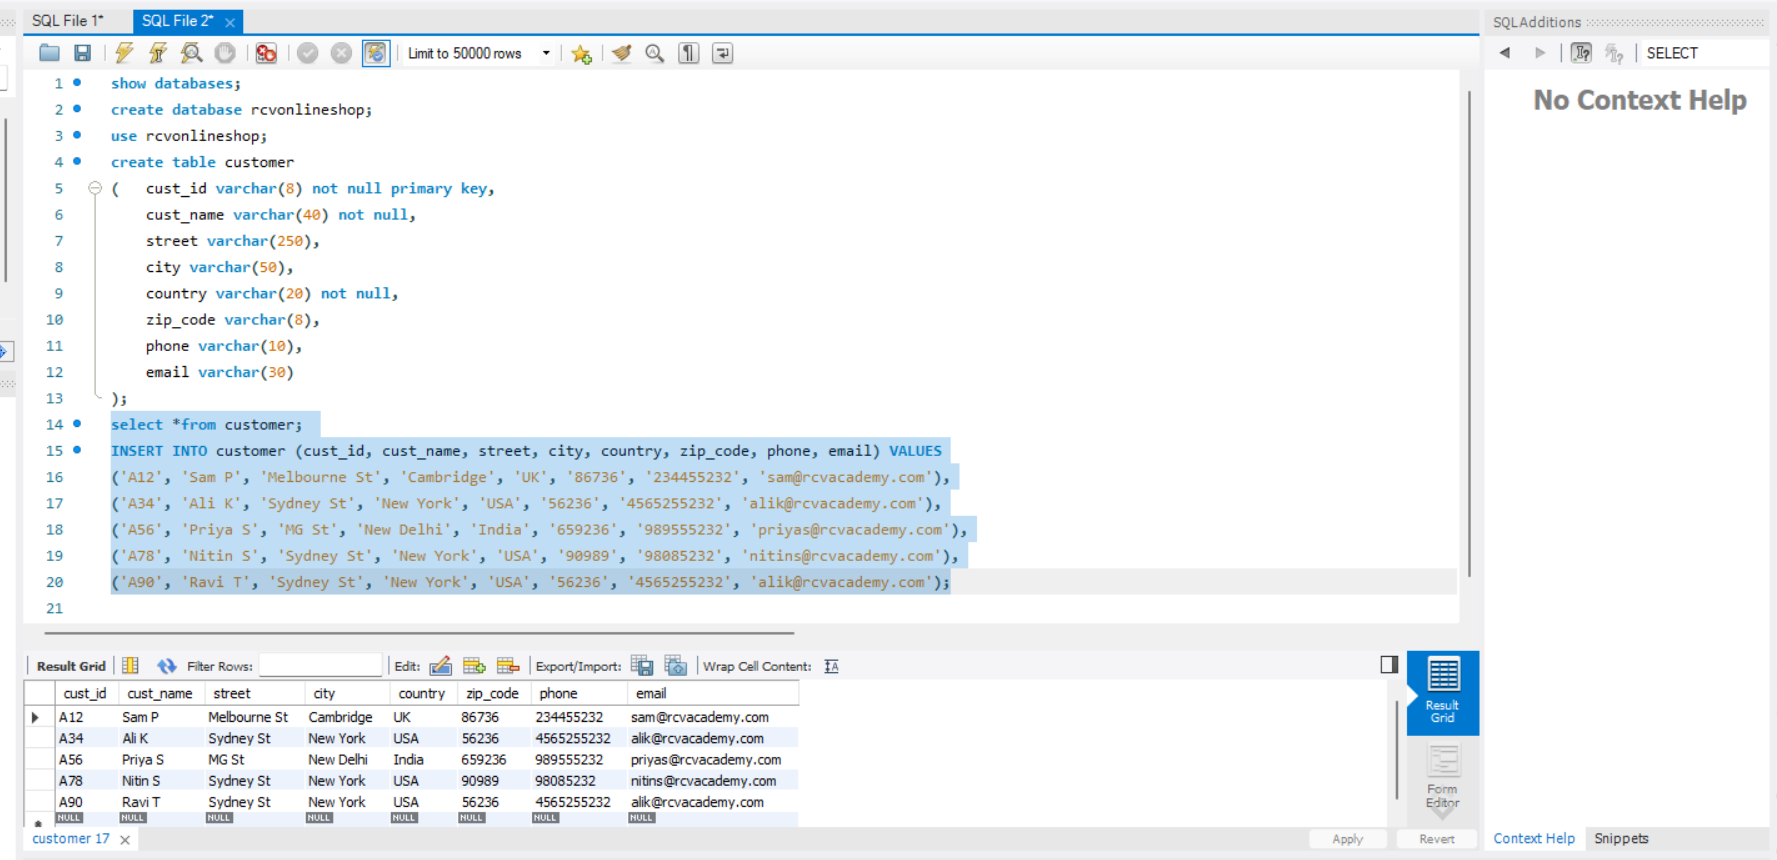 SQL File 1*
SQL File 2* ×
SQLAdditions
Limit to 50000 rows
SELECT
No Context Help
1 show databases;
2 create database rcvonlineshop;
3 use rcvonlineshop;
4 create table customer
5 ( cust_id varchar(8) not null primary key,
6 cust_name varchar(40) not null,
7 street varchar(250),
8 city varchar(50),
9 country varchar(20) not null,
10 zip_code varchar(8),
11 phone varchar(10),
12 email varchar(30)
13 );
14 select *from customer;
15 INSERT INTO customer (cust_id, cust_name, street, city, country, zip_code, phone, email) VALUES
16 ('A12', 'Sam P', 'Melbourne St', 'Cambridge', 'UK', '86736', '234455232', 'sam@rcvacademy.com'),
17 ('A34', 'Ali K', 'Sydney St', 'New York', 'USA', '56236', '4565255232', 'alik@rcvacademy.com'),
18 ('A56', 'Priya S', 'MG St', 'New Delhi', 'India', '659236', '989555232', 'priyas@rcvacademy.com'),
19 ('A78', 'Nitin S', 'Sydney St', 'New York', 'USA', '90989', '98085232', 'nitins@rcvacademy.com'),
20 ('A90', 'Ravi T', 'Sydney St', 'New York', 'USA', '56236', '4565255232', 'alik@rcvacademy.com');
21
Result Grid Filter Rows: Edit: Export/Import: Wrap Cell Content:
cust_id cust_name street city country zip_code phone email
A12 Sam P Melbourne St Cambridge UK 86736 234455232 sam@rcvacademy.com
A34 Ali K Sydney St New York USA 56236 4565255232 alik@rcvacademy.com
A56 Priya S MG St New Delhi India 659236 989555232 priyas@rcvacademy.com
A78 Nitin S Sydney St New York USA 90989 98085232 nitins@rcvacademy.com
A90 Ravi T Sydney St New York USA 56236 4565255232 alik@rcvacademy.com
NULL NULL NULL NULL NULL NULL NULL NULL
Result
Grid
Form
Editor
customer 17 ×
Apply
Revert
Context Help
Snippets